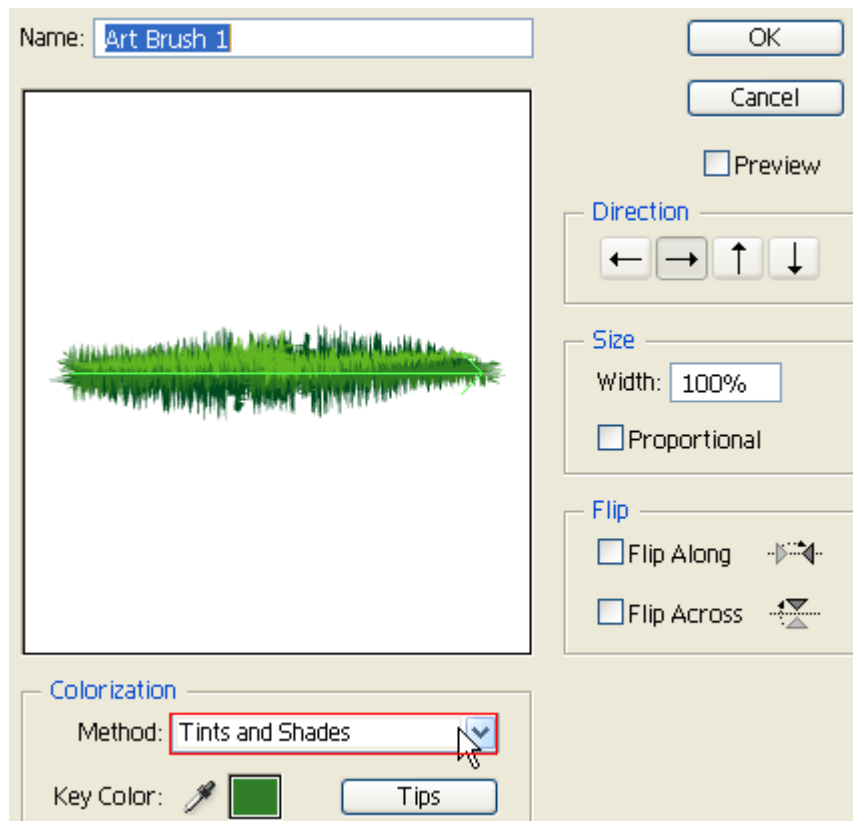 Name: Art Brush 1
OK
Cancel
Preview
Direction
Size
Width: 100%
Proportional
Flip
Flip Along
Flip Across
Colorization
Method: Tints and Shades
Key Color:
Tips